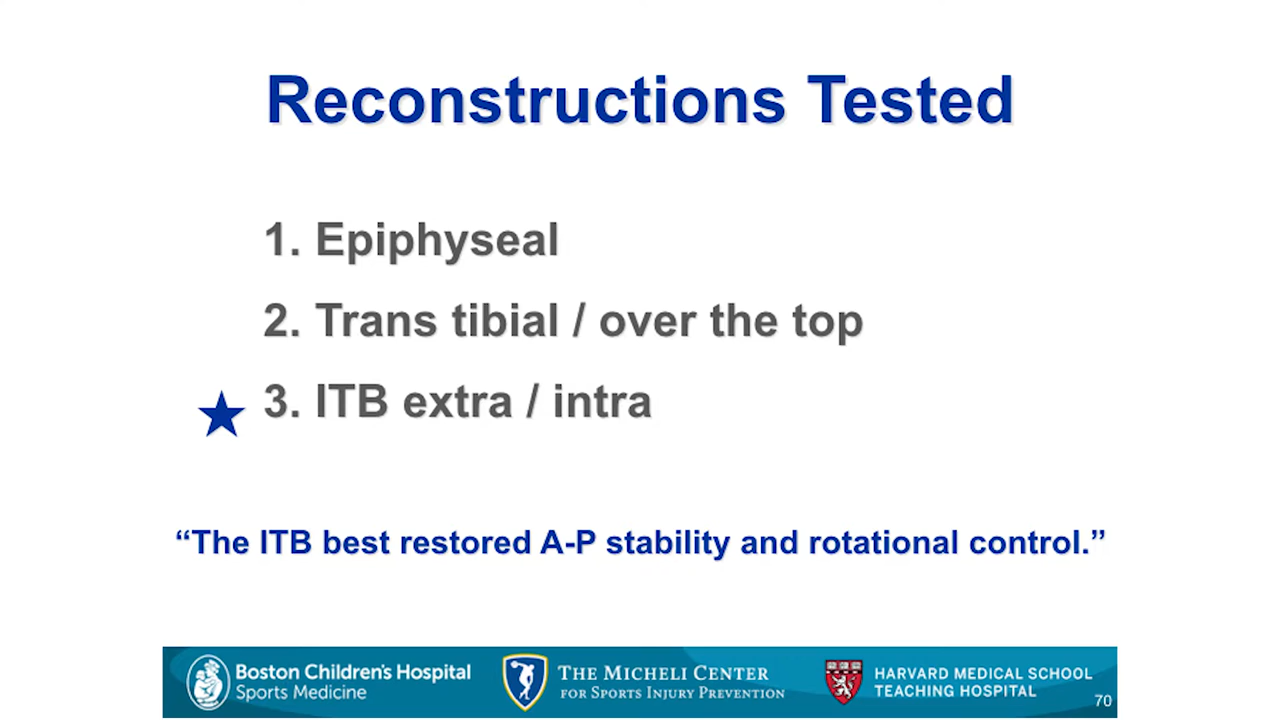 Reconstructions Tested
1. Epiphyseal
2. Trans tibial / over the top
3. ITB extra / intra
“The ITB best restored A-P stability and rotational control.”
Boston Children's Hospital
Sports Medicine
THE MICHELI CENTER
FOR SPORTS INJURY PREVENTION
HARVARD MEDICAL SCHOOL
TEACHING HOSPITAL
70